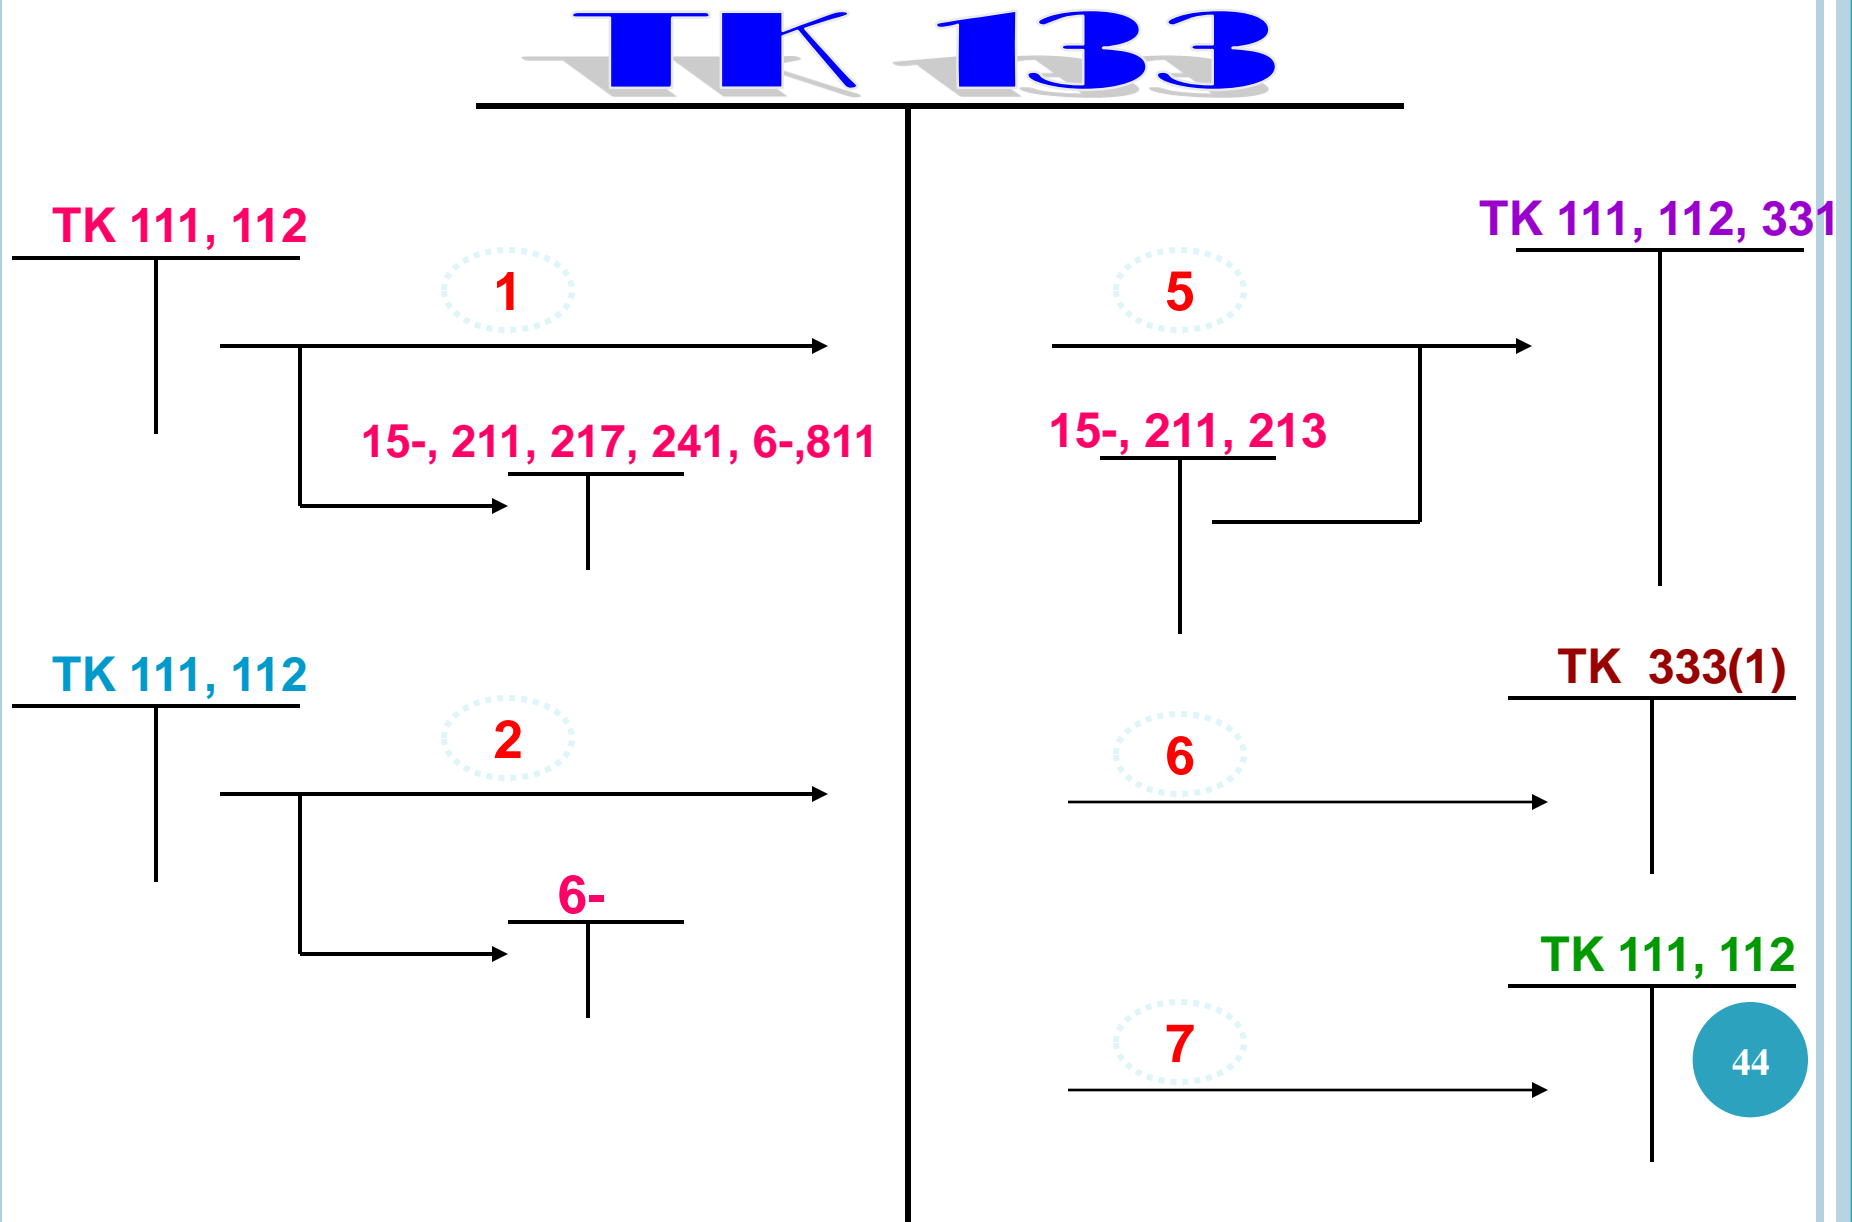 TK 133
TK 111, 112
1
15-, 211, 217, 241, 6-,811
TK 111, 112
2
6-
TK 111, 112, 331
5
15-, 211, 213
TK 333(1)
6
TK 111, 112
7
44